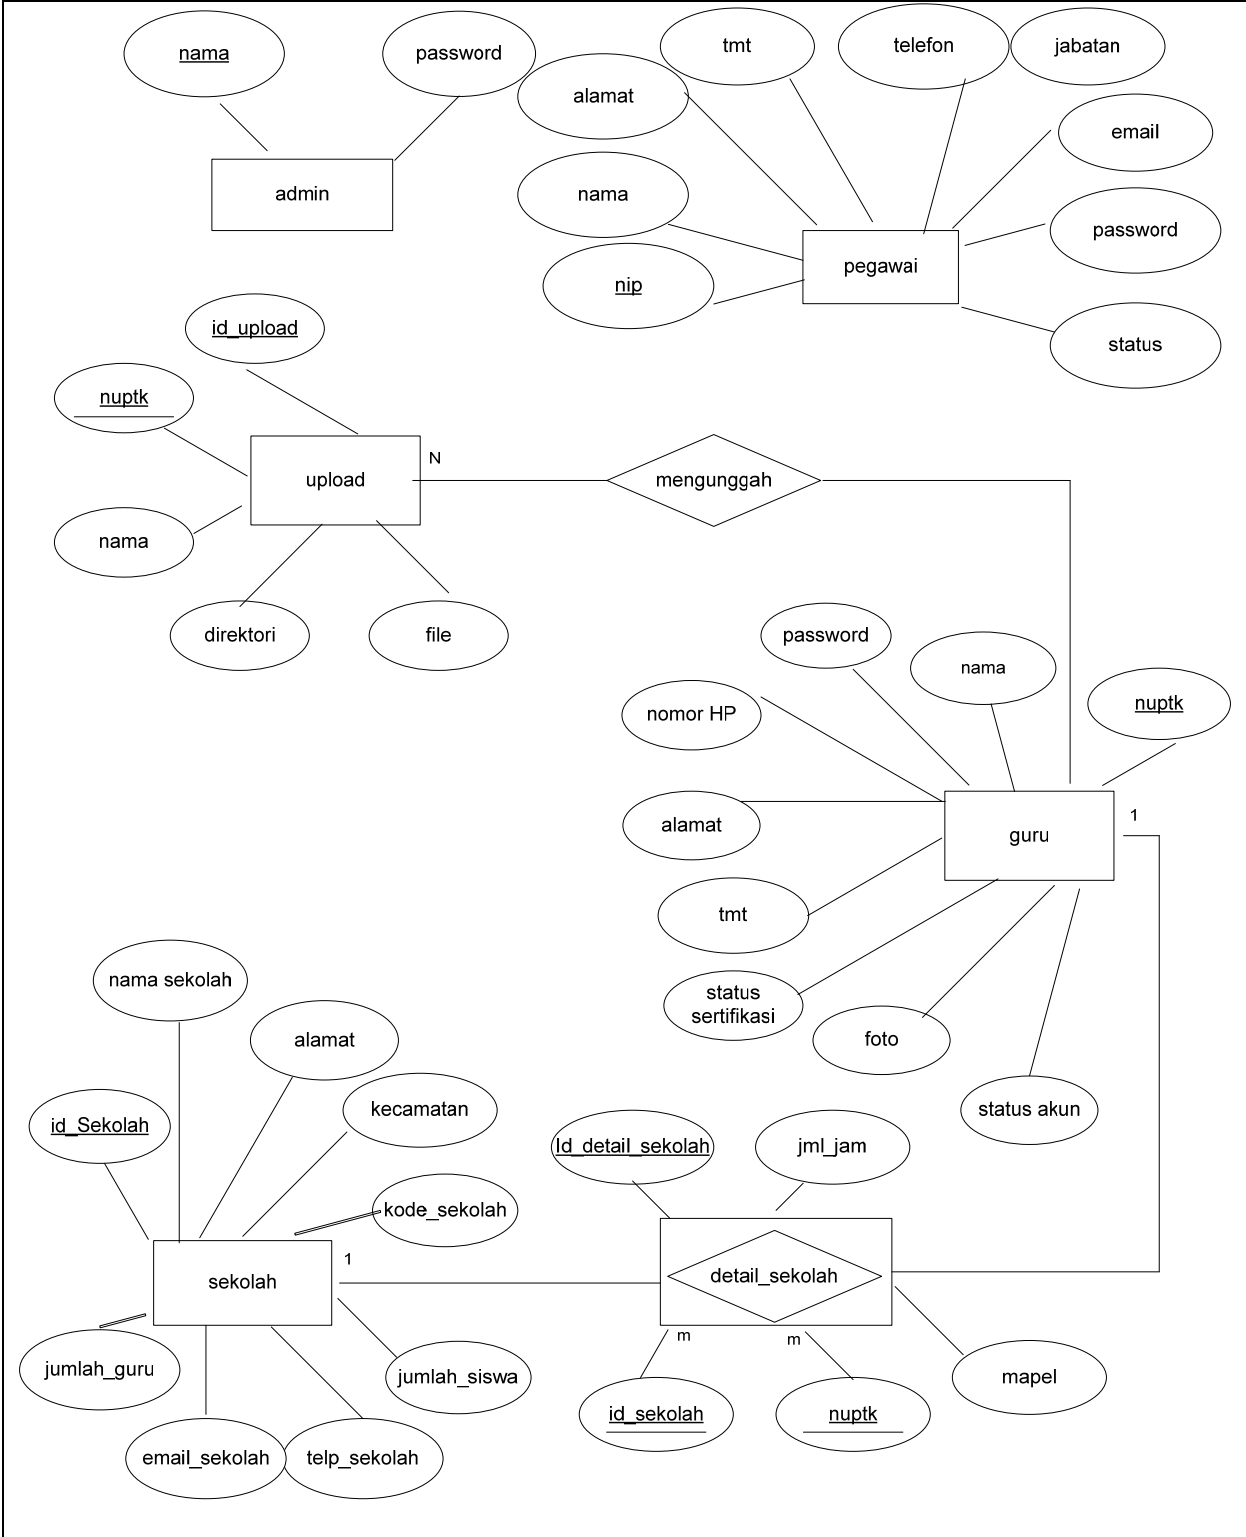 nama
password
tmt
telefon
jabatan
alamat
email
admin
nama
password
pegawai
nip
status
id_upload
nuptk
N
upload
mengunggah
nama
direktori
file
password
nama
nuptk
nomor HP
alamat
1
guru
tmt
status
sertifikasi
foto
status akun
nama sekolah
alamat
kecamatan
id_Sekolah
kode_sekolah
Id_detail_sekolah
jml_jam
1
sekolah
detail_sekolah
m
m
jumlah_guru
jumlah_siswa
mapel
id_sekolah
nuptk
email_sekolah
telp_sekolah